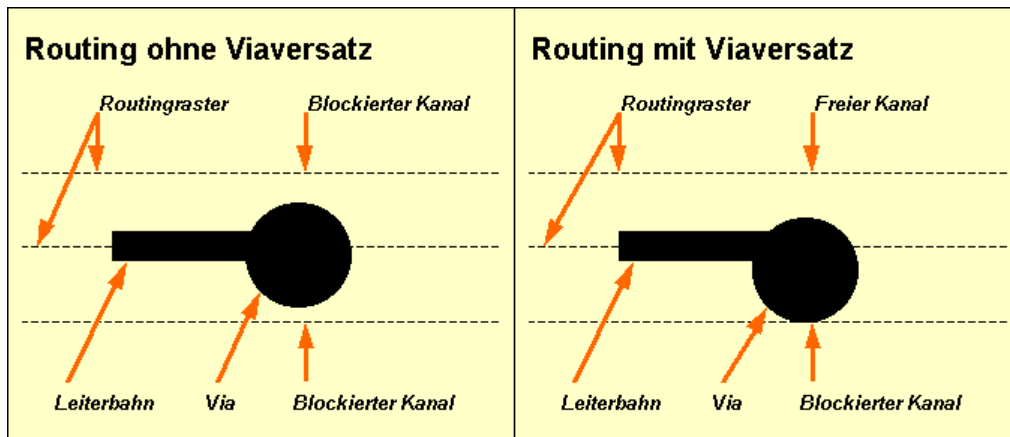 Routing ohne Viaversatz
Routingraster
Blockierter Kanal
Leiterbahn
Via
Blockierter Kanal
Routing mit Viaversatz
Routingraster
Freier Kanal
Leiterbahn
Via
Blockierter Kanal